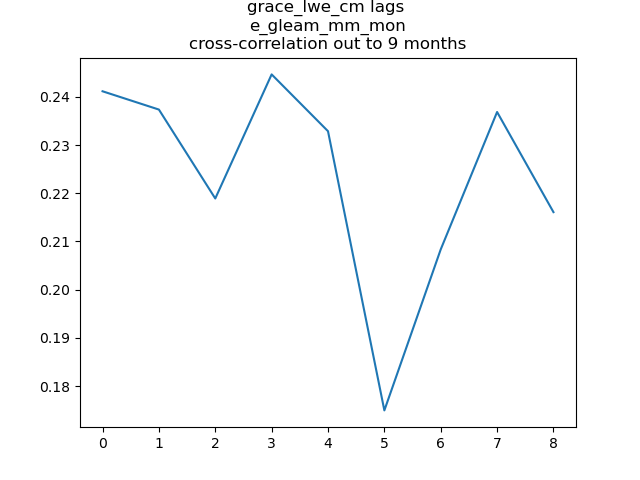 grace_lwe_cm lags
e_gleam_mm_mon
cross-correlation out to 9 months
0.24
0.23
0.22
0.21
0.20
0.19
0.18
0 1 2 3 4 5 6 7 8